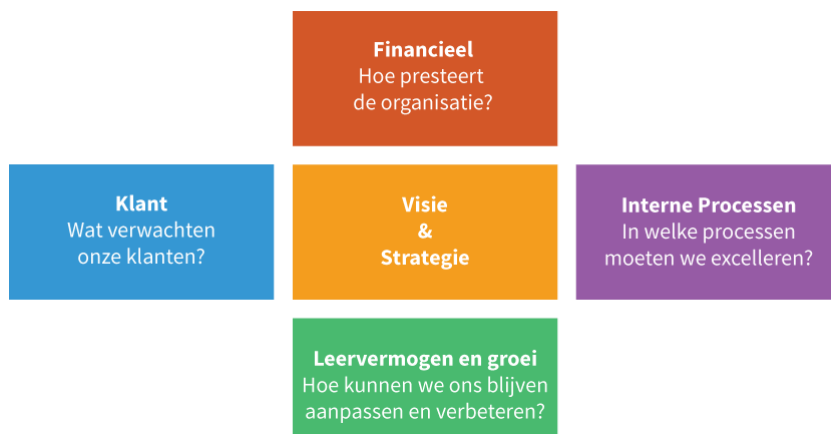 Financieel
Hoe presteert
de organisatie?
Klant
Wat verwachten
onze klanten?
Visie
&
Strategie
Interne Processen
In welke processen
moeten we excelleren?
Leervermogen en groei
Hoe kunnen we ons blijven
aanpassen en verbeteren?